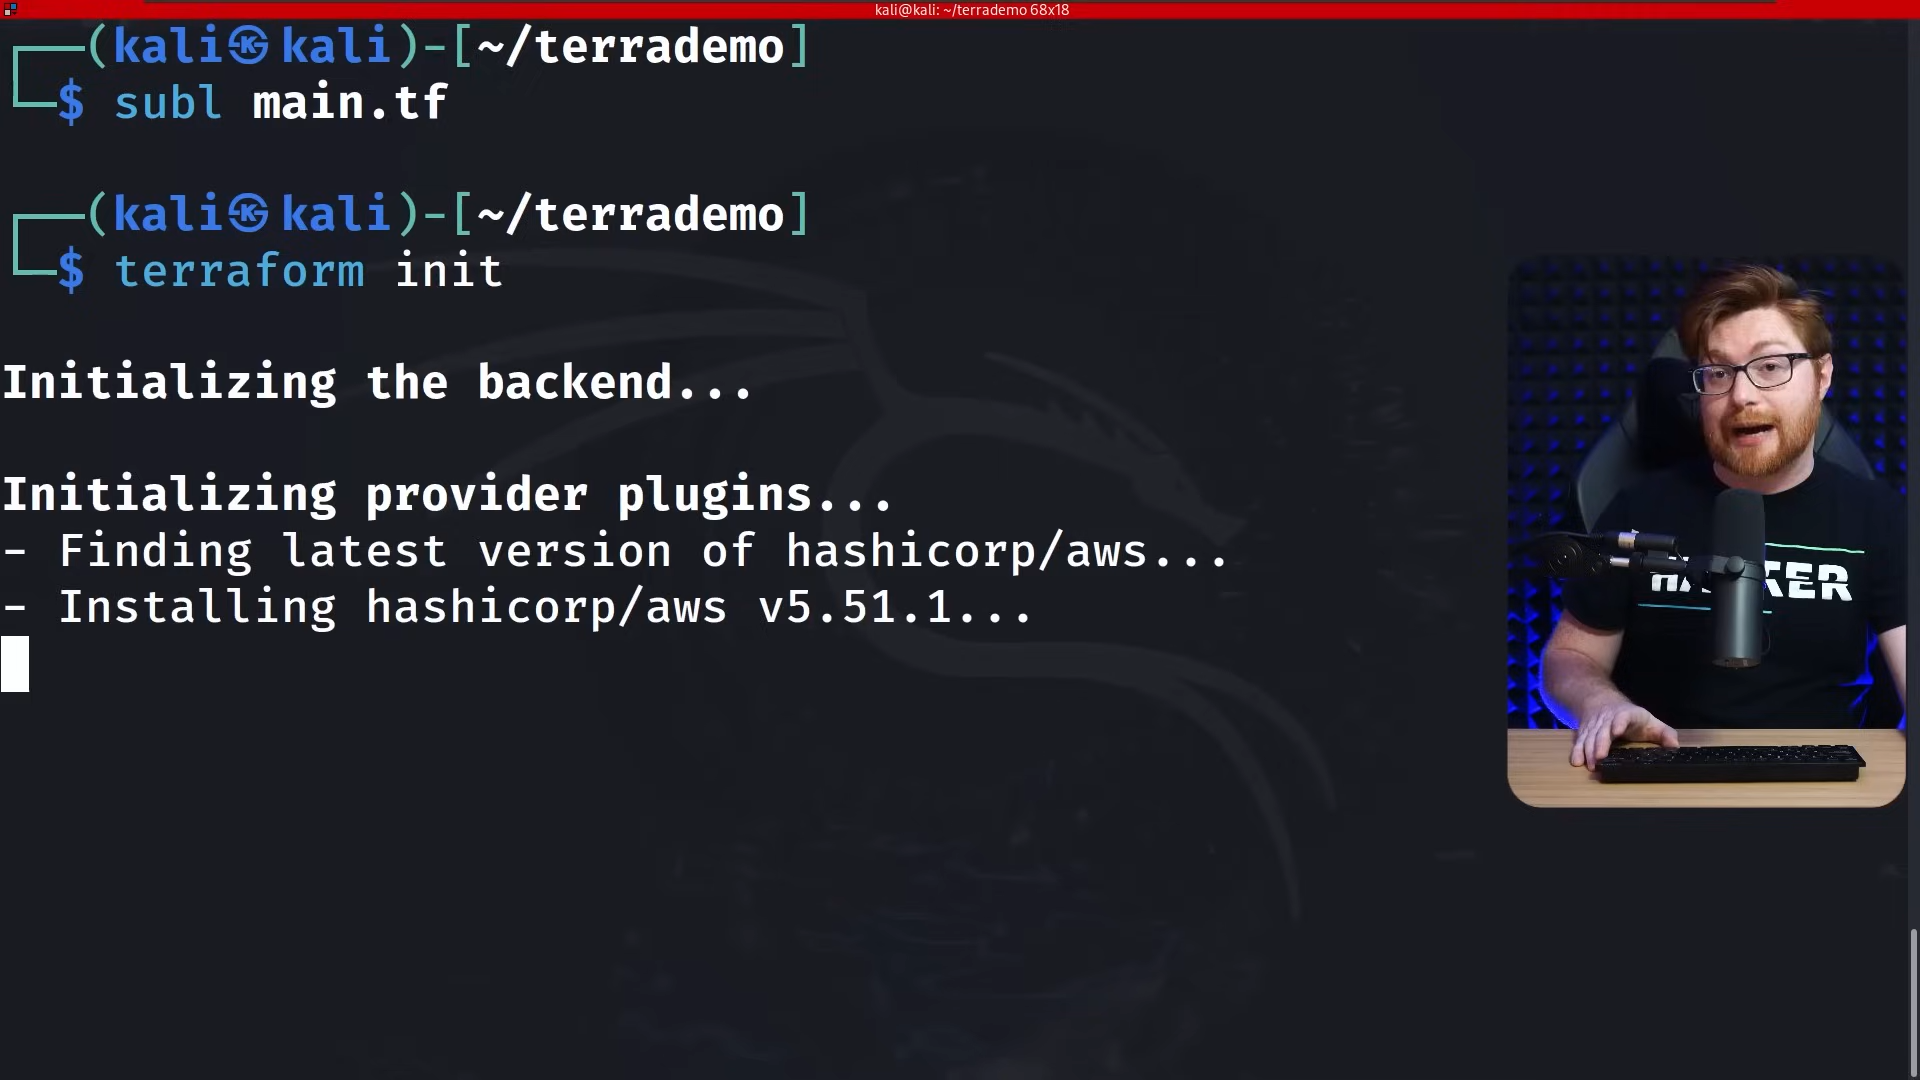 kali@kali: ~/terrademo 68x18
┌──(kali㉿kali)-[~/terrademo]
└─$ subl main.tf
┌──(kali㉿kali)-[~/terrademo]
└─$ terraform init
Initializing the backend...
Initializing provider plugins...
- Finding latest version of hashicorp/aws...
- Installing hashicorp/aws v5.51.1...